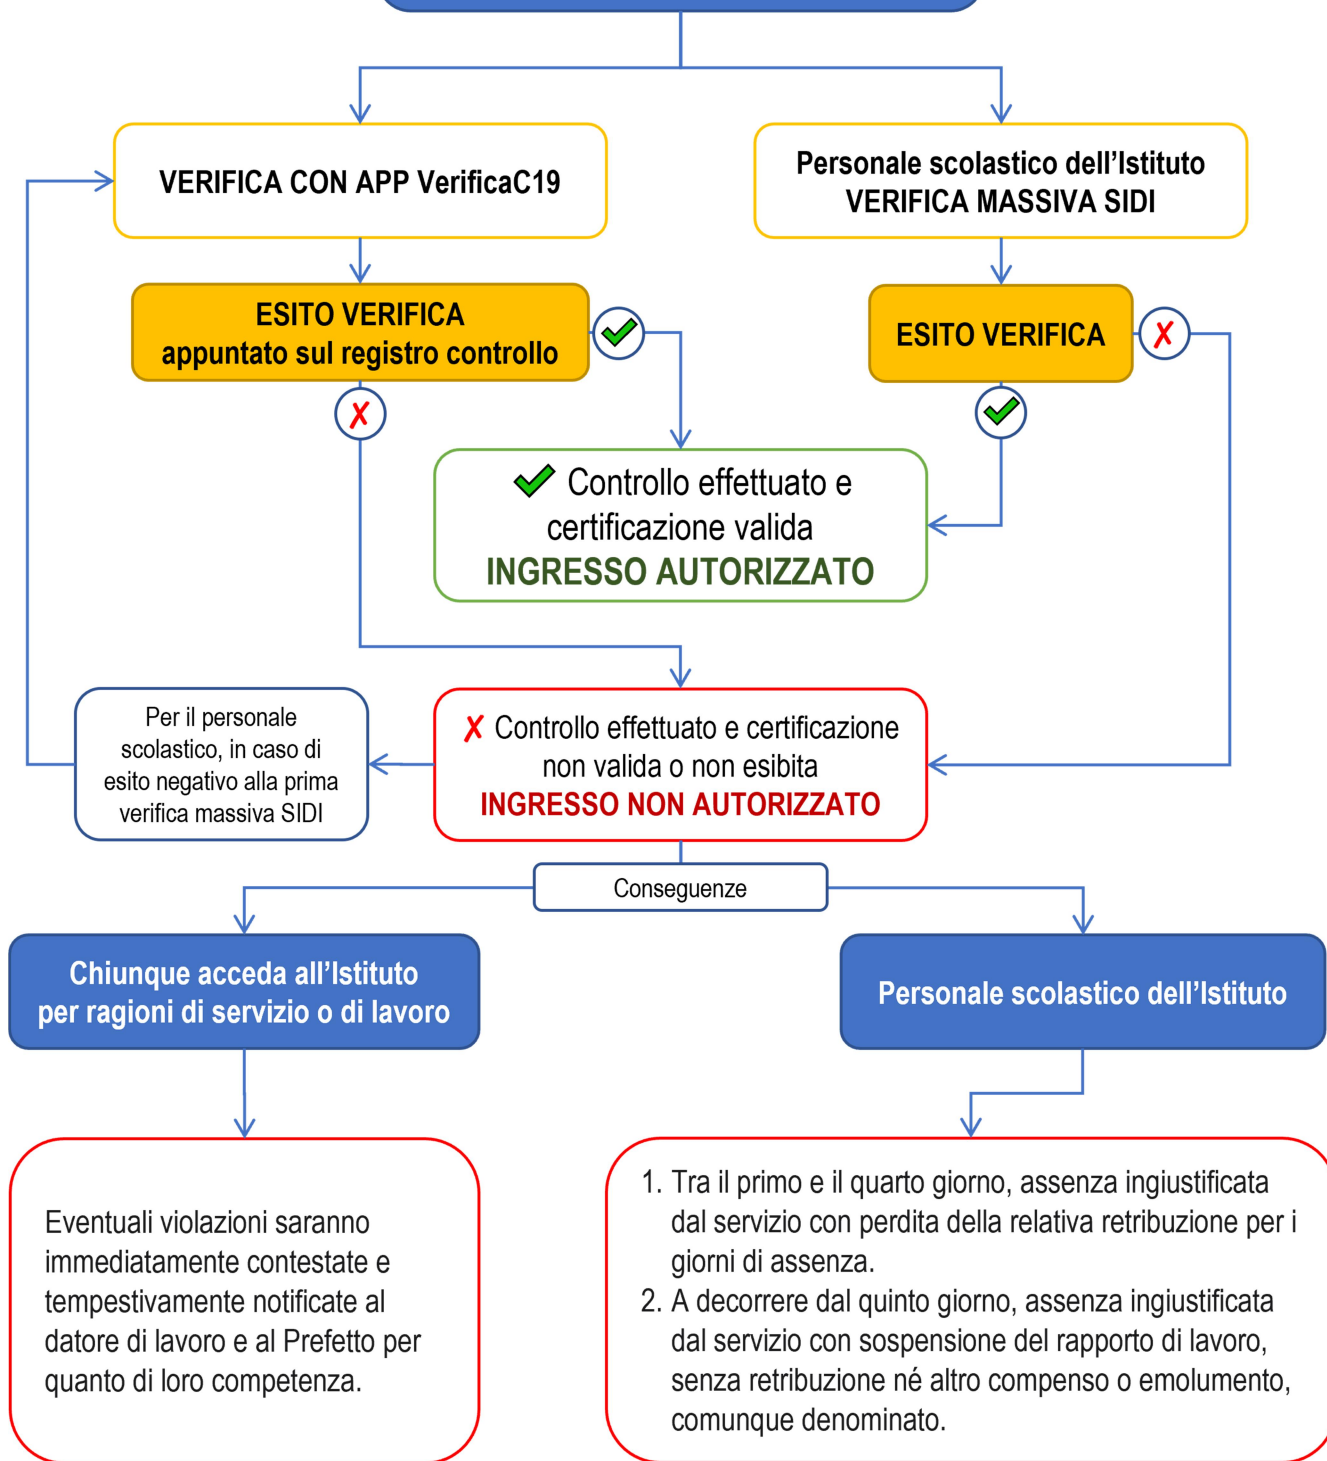 VERIFICA CON APP VerificaC19
Personale scolastico dell’Istituto
VERIFICA MASSIVA SIDI
ESITO VERIFICA
appuntato sul registro controllo
ESITO VERIFICA
Controllo effettuato e
certificazione valida
INGRESSO AUTORIZZATO
Per il personale
scolastico, in caso di
esito negativo alla prima
verifica massiva SIDI
Controllo effettuato e certificazione
non valida o non esibita
INGRESSO NON AUTORIZZATO
Conseguenze
Chiunque acceda all’Istituto
per ragioni di servizio o di lavoro
Personale scolastico dell’Istituto
Eventuali violazioni saranno
immediatamente contestate e
tempestivamente notificate al
datore di lavoro e al Prefetto per
quanto di loro competenza.
1. Tra il primo e il quarto giorno, assenza ingiustificata
dal servizio con perdita della relativa retribuzione per i
giorni di assenza.
2. A decorrere dal quinto giorno, assenza ingiustificata
dal servizio con sospensione del rapporto di lavoro,
senza retribuzione né altro compenso o emolumento,
comunque denominato.